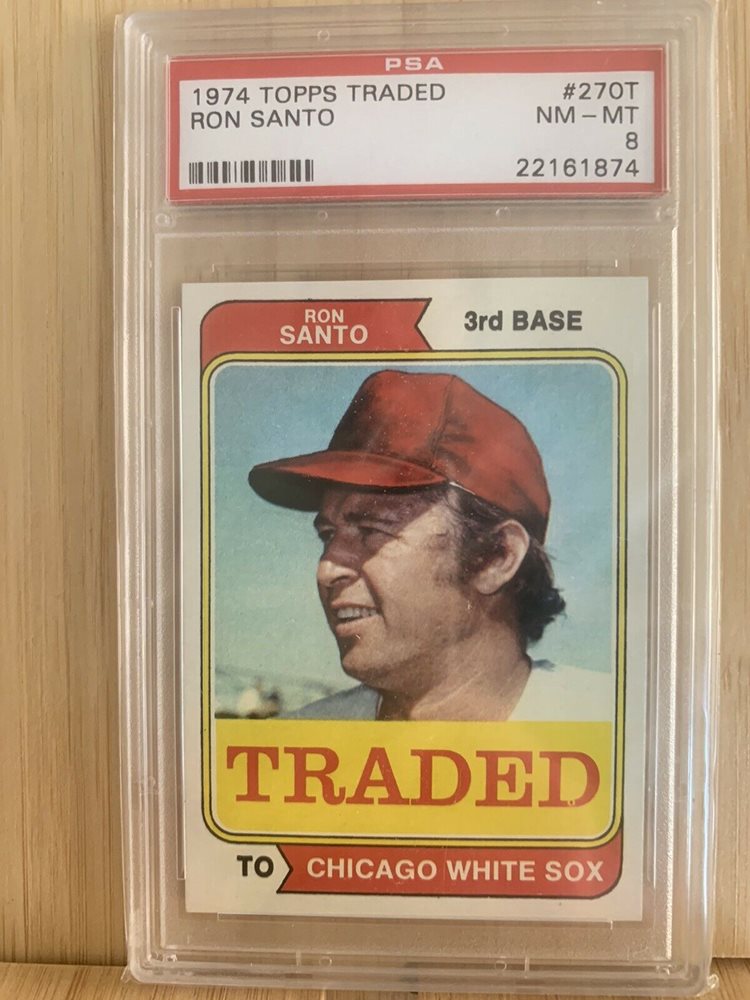 PSA
1974 TOPPS TRADED #270T
RON SANTO NM - MT
8
22161874
RON
SANTO
3rd BASE
TRADED
TO CHICAGO WHITE SOX